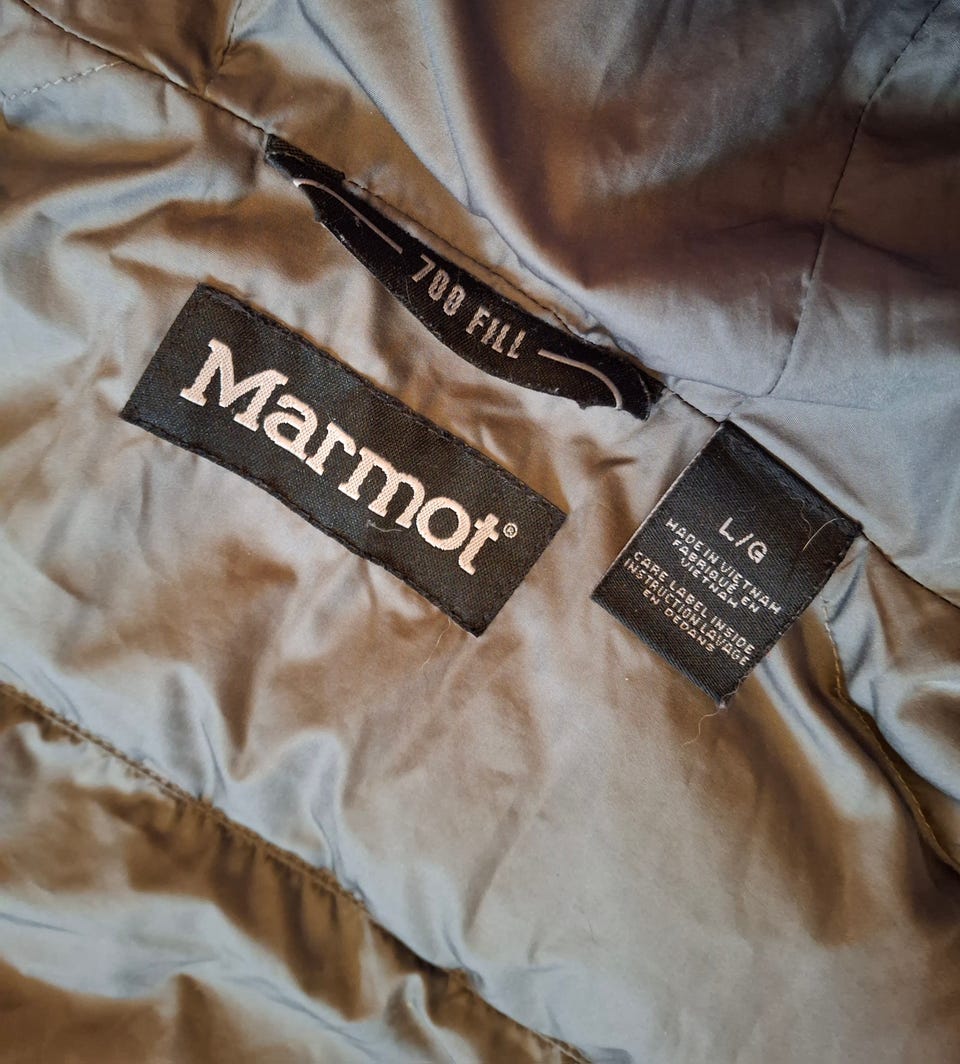 700 FILL
Marmot®
L/G
MADE IN VIETNAM
FABRIQUÉ EN
VIETNAM
CARE LABEL INSIDE
INSTRUCTION LAVAGE
EN DEDANS